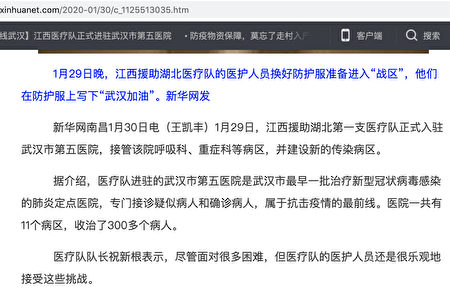 xinhuanet.com/2020-01/30/c_1125513035.htm
线武汉】江西医疗队正式进驻武汉市第五医院 • 防疫物资保障，莫忘了走村入户 客户端 搜索
1月29日晚，江西援助湖北医疗队的医护人员换好防护服准备进入“战区”，他们
在防护服上写下“武汉加油”。新华网发
新华网南昌1月30日电（王凯丰）1月29日，江西援助湖北第一支医疗队正式入驻
武汉市第五医院，接管该院呼吸科、重症科等病区，并建设新的传染病区。
据介绍，医疗队进驻的武汉市第五医院是武汉市最早一批治疗新型冠状病毒感染
的肺炎定点医院，专门接诊疑似病人和确诊病人，属于抗击疫情的最前线。医院一共有
11个病区，收治了300多个病人。
医疗队队长祝新根表示，尽管面对很多困难，但医疗队的医护人员还是很乐观地
接受这些挑战。